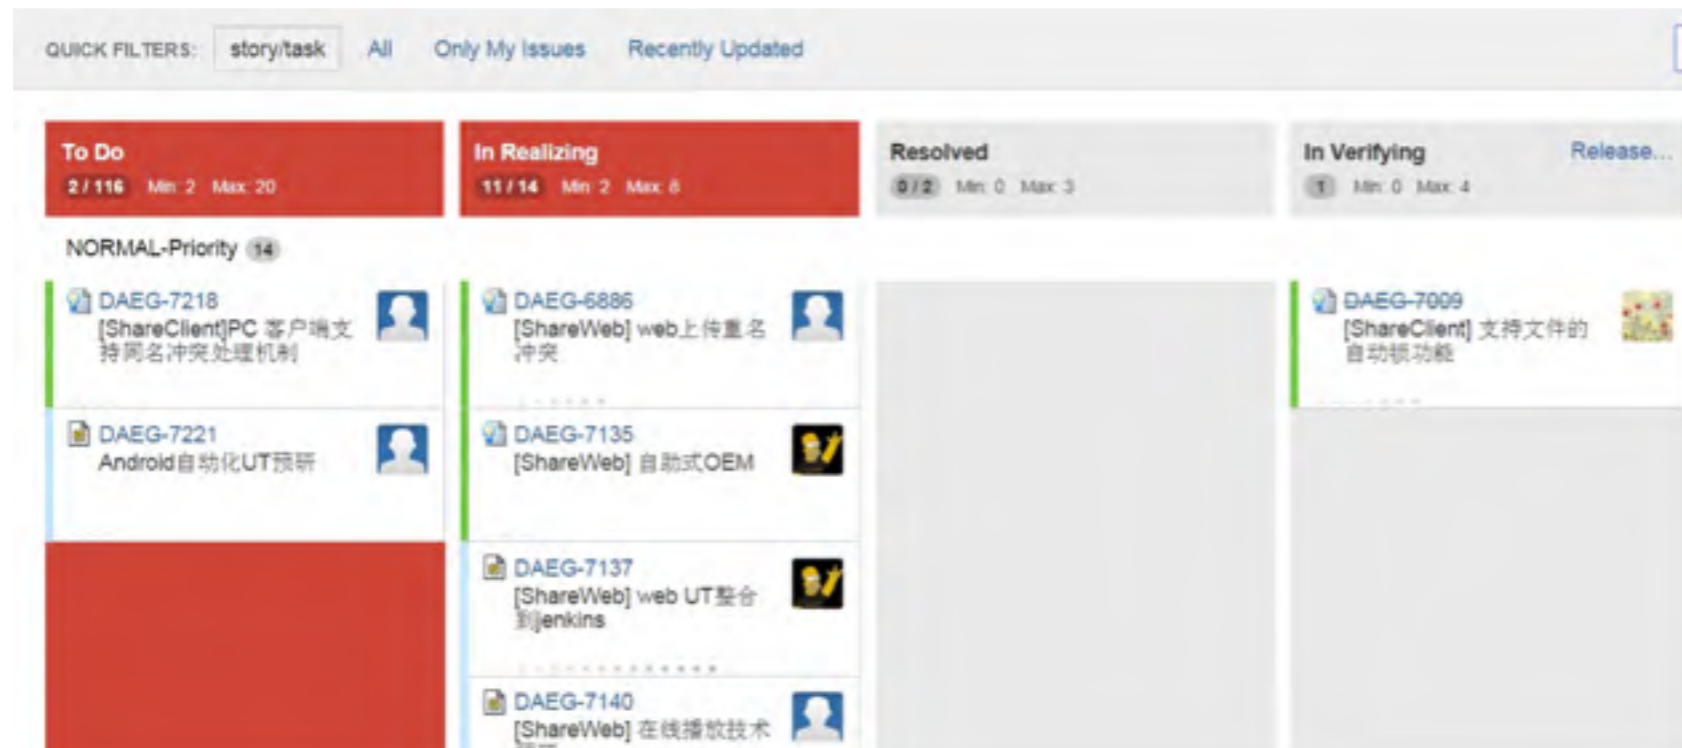 QUICK FILTERS: story/task All Only My Issues Recently Updated
To Do
2 / 116 Min: 2 Max: 20
In Realizing
11 / 14 Min: 2 Max: 8
Resolved
0 / 2 Min: 0 Max: 3
In Verifying Release...
1 Min: 0 Max: 4
NORMAL-Priority 14
DAEG-7218
[ShareClient]PC 客户端支
持同名冲突处理机制
DAEG-7221
Android自动化UT预研
DAEG-6886
[ShareWeb] web上传重名
冲突
DAEG-7135
[ShareWeb] 自助式OEM
DAEG-7137
[ShareWeb] web UT整合
到jenkins
DAEG-7140
[ShareWeb] 在线播放技术
DAEG-7009
[ShareClient] 支持文件的
自动锁功能